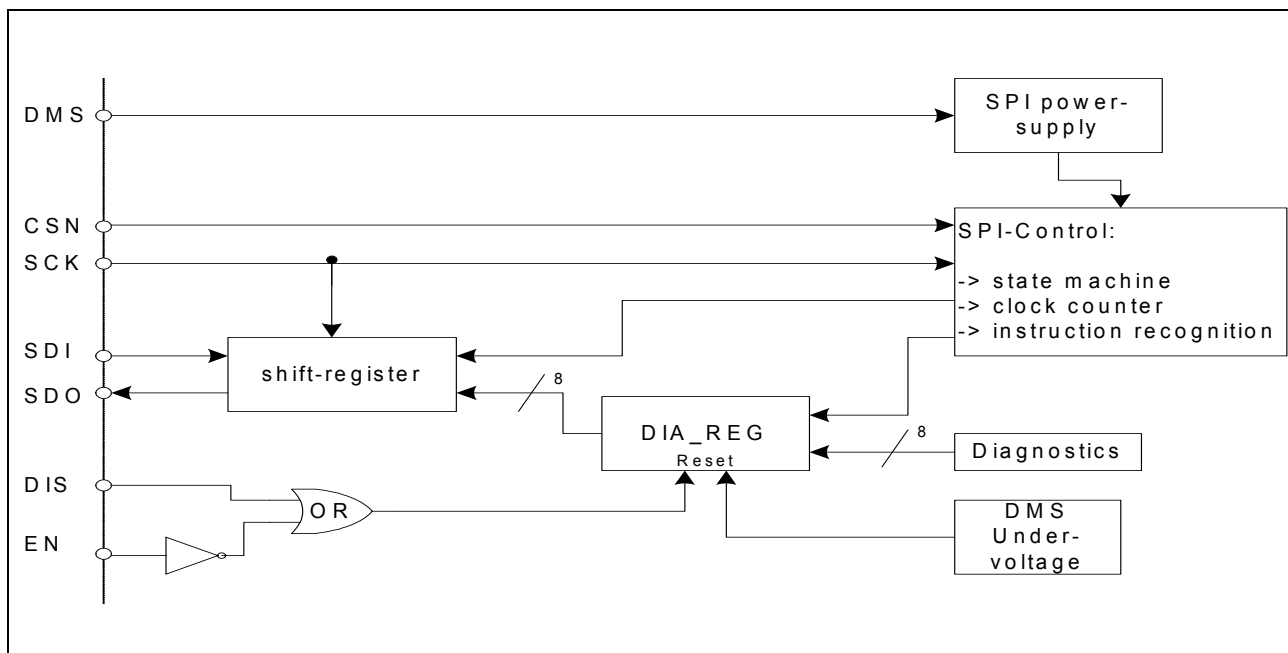 DMS
SPI power-
supply
CSN
SCK
SPI-Control:
-> state machine
-> clock counter
-> instruction recognition
SDI
SDO
shift-register
8
DIA_REG
Reset
8
Diagnostics
DIS
EN
OR
DMS
Under-
voltage